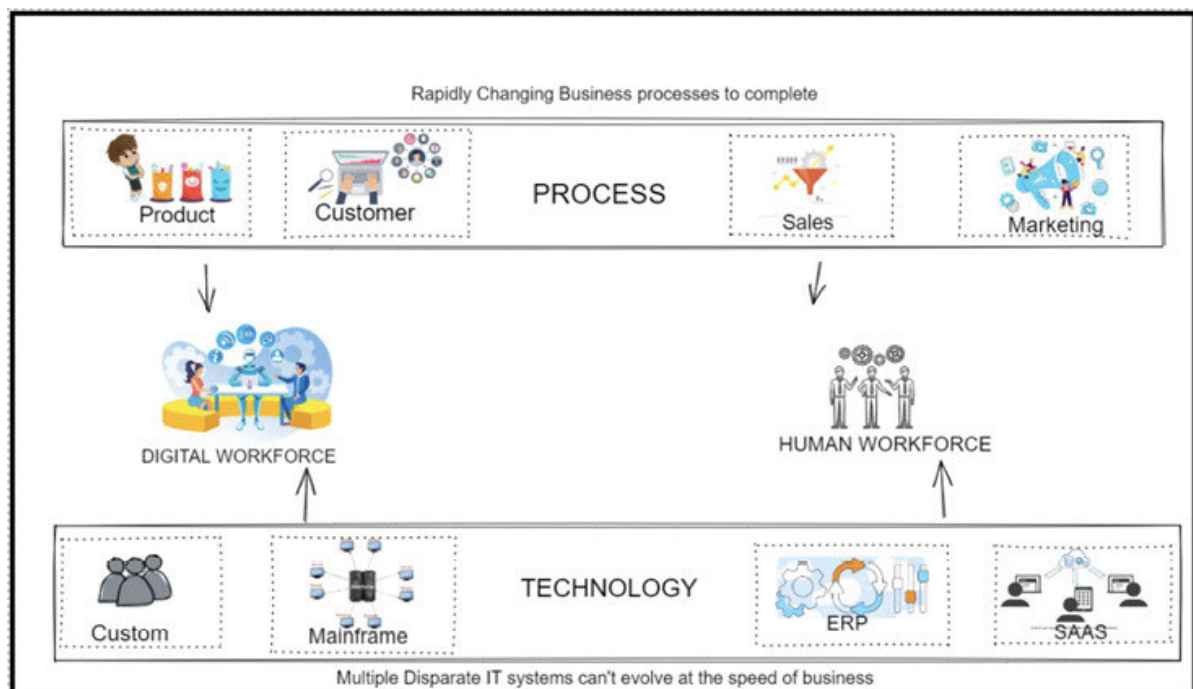 Rapidly Changing Business processes to complete
Product
Customer
PROCESS
Sales
Marketing
DIGITAL WORKFORCE
HUMAN WORKFORCE
Custom
Mainframe
TECHNOLOGY
ERP
SAAS
Multiple Disparate IT systems can't evolve at the speed of business